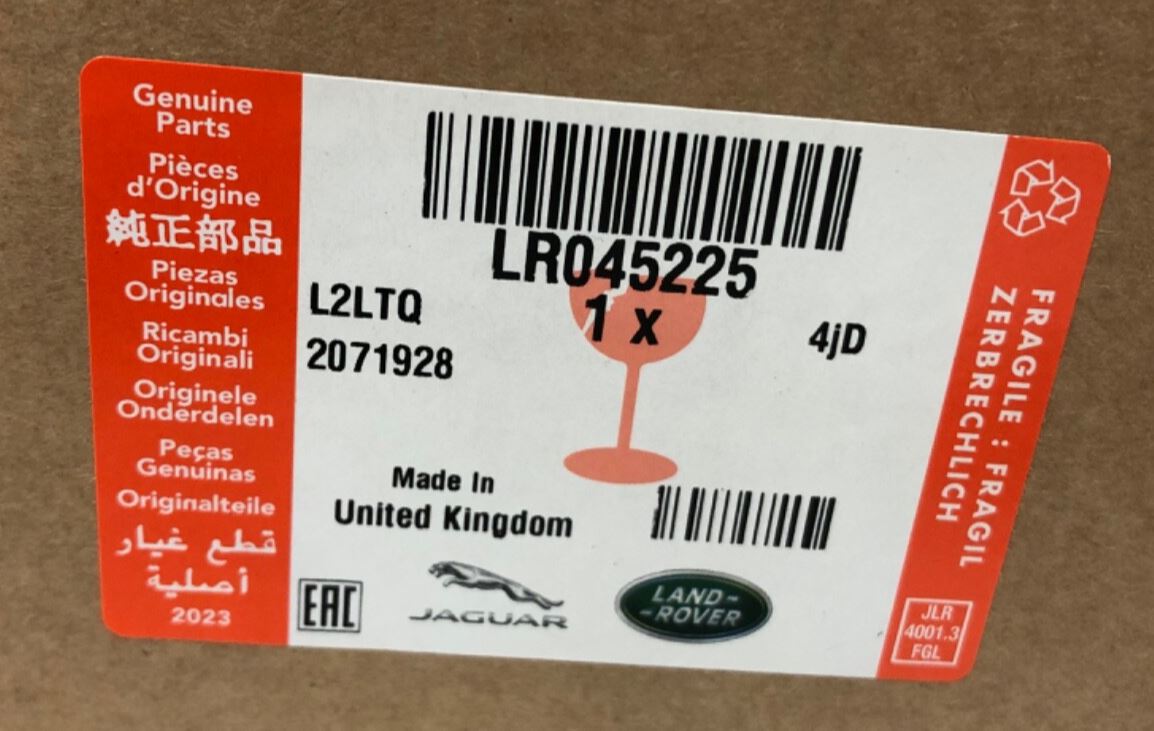 Genuine
Parts
Pièces
d'Origine
純正部品
Piezas
Originales
Ricambi
Originali
Originele
Onderdelen
Peças
Genuinas
Originalteile
قطع غيار
أصلية
2023
LR045225
1 x
L2LTQ
4jD
2071928
Made In
United Kingdom
EAC
JAGUAR
LAND-
-ROVER
FRAGILE : FRAGIL
ZERBRECHLICH
JLR
4001.3
FGL